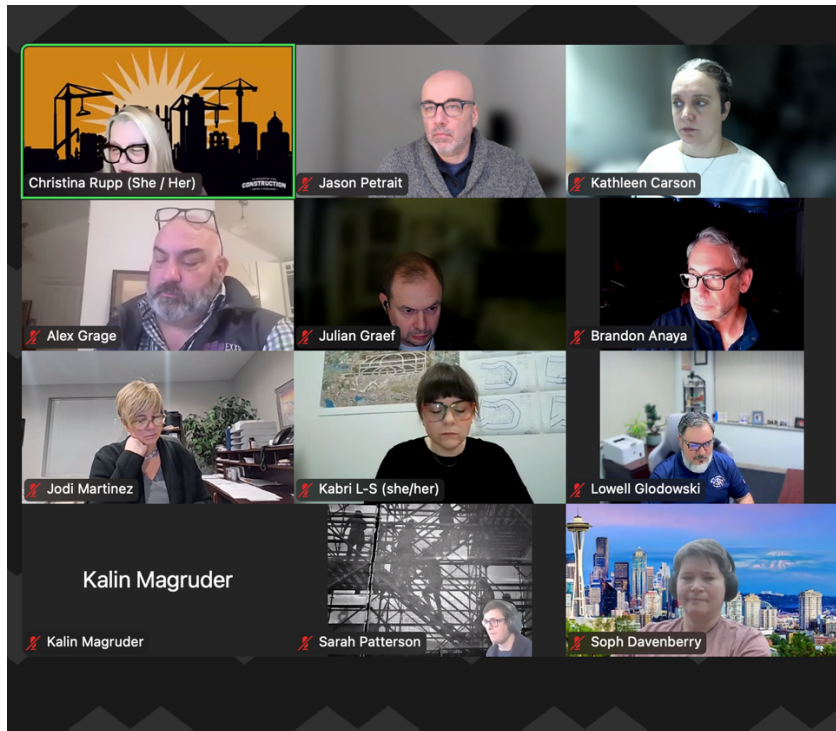 CONSTRUCTION
Christina Rupp (She / Her)
Jason Petrait
Kathleen Carson
Alex Grage
Julian Graef
Brandon Anaya
Jodi Martinez
Kabri L-S (she/her)
Lowell Glodowski
Kalin Magruder
Kalin Magruder
Sarah Patterson
Soph Davenberry